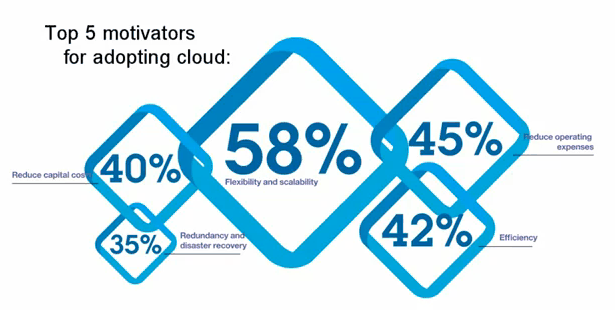 Top 5 motivators
for adopting cloud:
58%
Flexibility and scalability
45%
Reduce operating
expenses
42%
Efficiency
40%
Reduce capital cost
35%
Redundancy and
disaster recovery